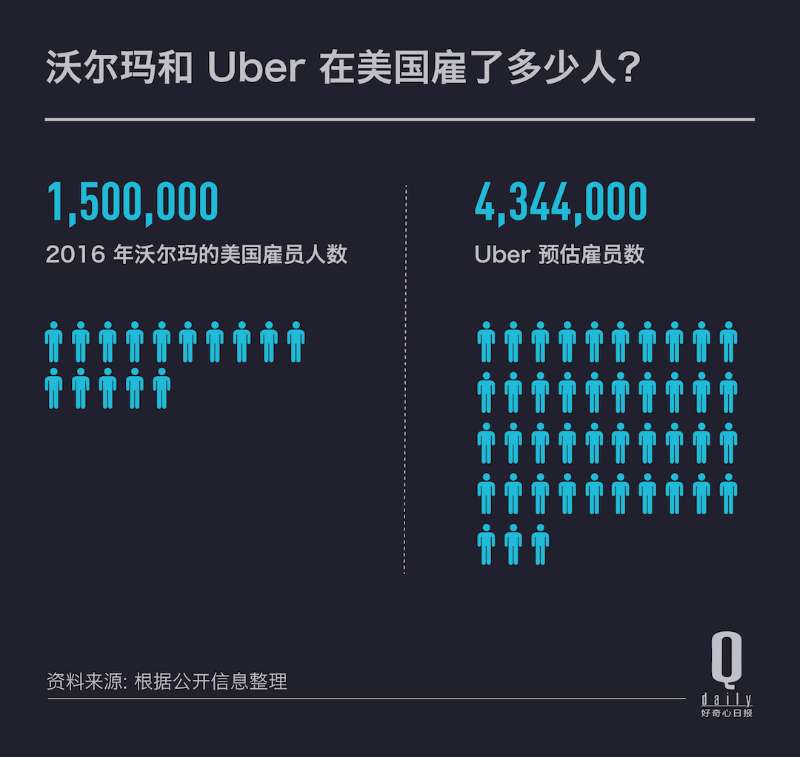 沃尔玛和 Uber 在美国雇了多少人？
1,500,000
2016 年沃尔玛的美国雇员人数
4,344,000
Uber 预估雇员数
资料来源: 根据公开信息整理
Q
daily
好奇心日报